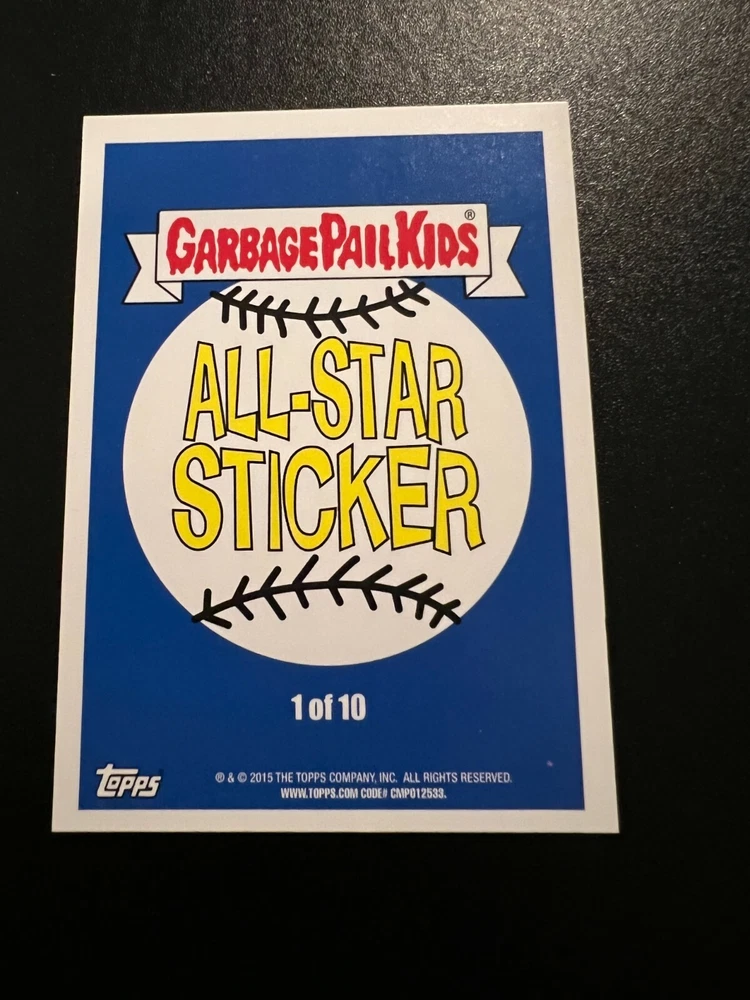 GARBAGE PAIL KIDS®
ALL-STAR
STICKER
1 of 10
topps
® & © 2015 THE TOPPS COMPANY, INC. ALL RIGHTS RESERVED.
WWW.TOPPS.COM CODE# CMP012533.